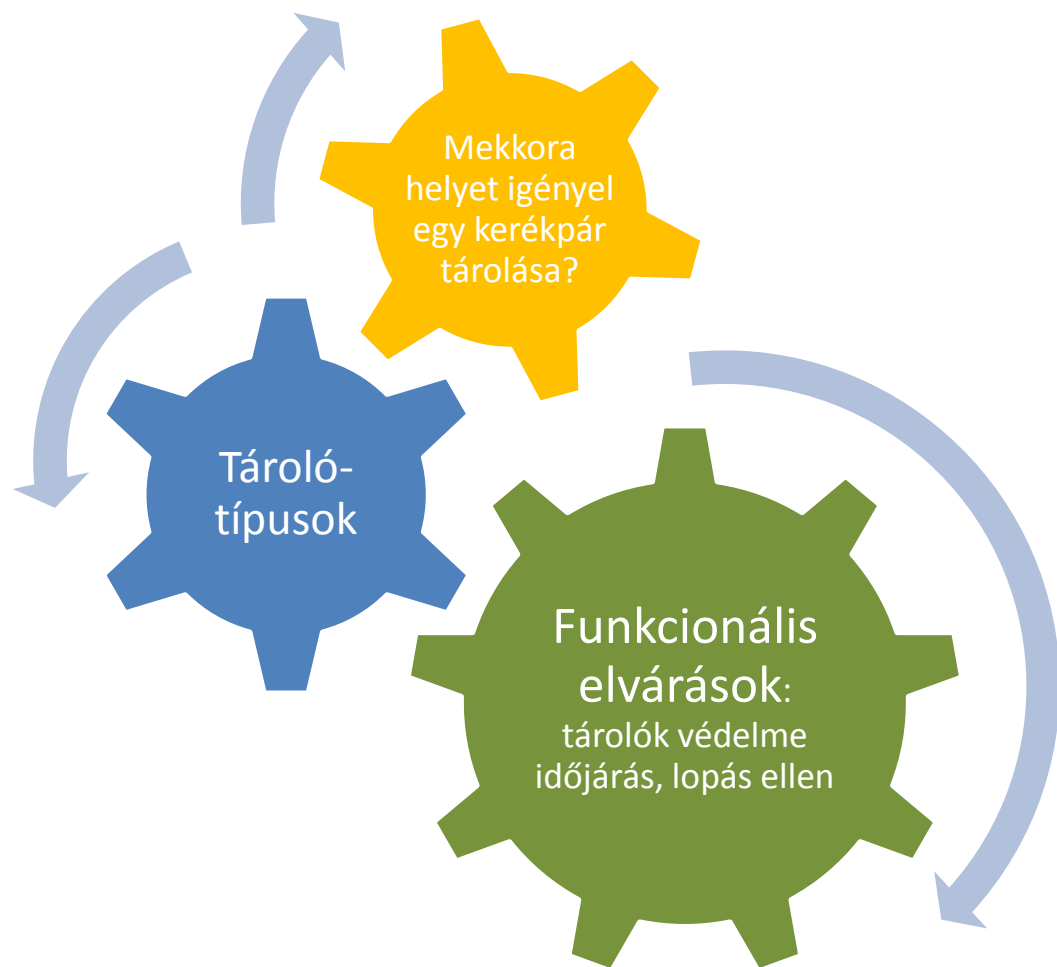 Mekkora
helyet igényel
egy kerékpár
tárolása?
Tároló-
típusok
Funkcionális
elvárások:
tárolók védelme
időjárás, lopás ellen